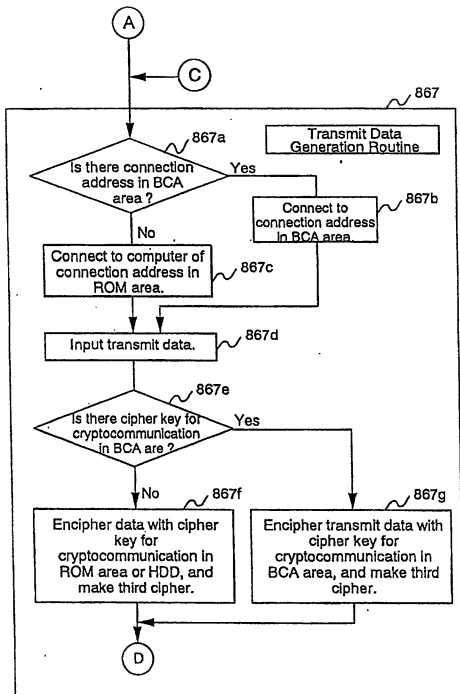 A
C
867
867a
Transmit Data
Generation Routine
Is there connection
address in BCA
area ?
Yes
867b
Connect to
connection address
in BCA area.
No
Connect to computer of
connection address in
ROM area.
867c
Input transmit data.
867d
867e
Is there cipher key for
cryptocommunication
in BCA are ?
Yes
No
867f
867g
Encipher data with cipher
key for
cryptocommunication in
ROM area or HDD, and
make third cipher.
Encipher transmit data with
cipher key for
cryptocommunication in
BCA area, and make third
cipher.
D